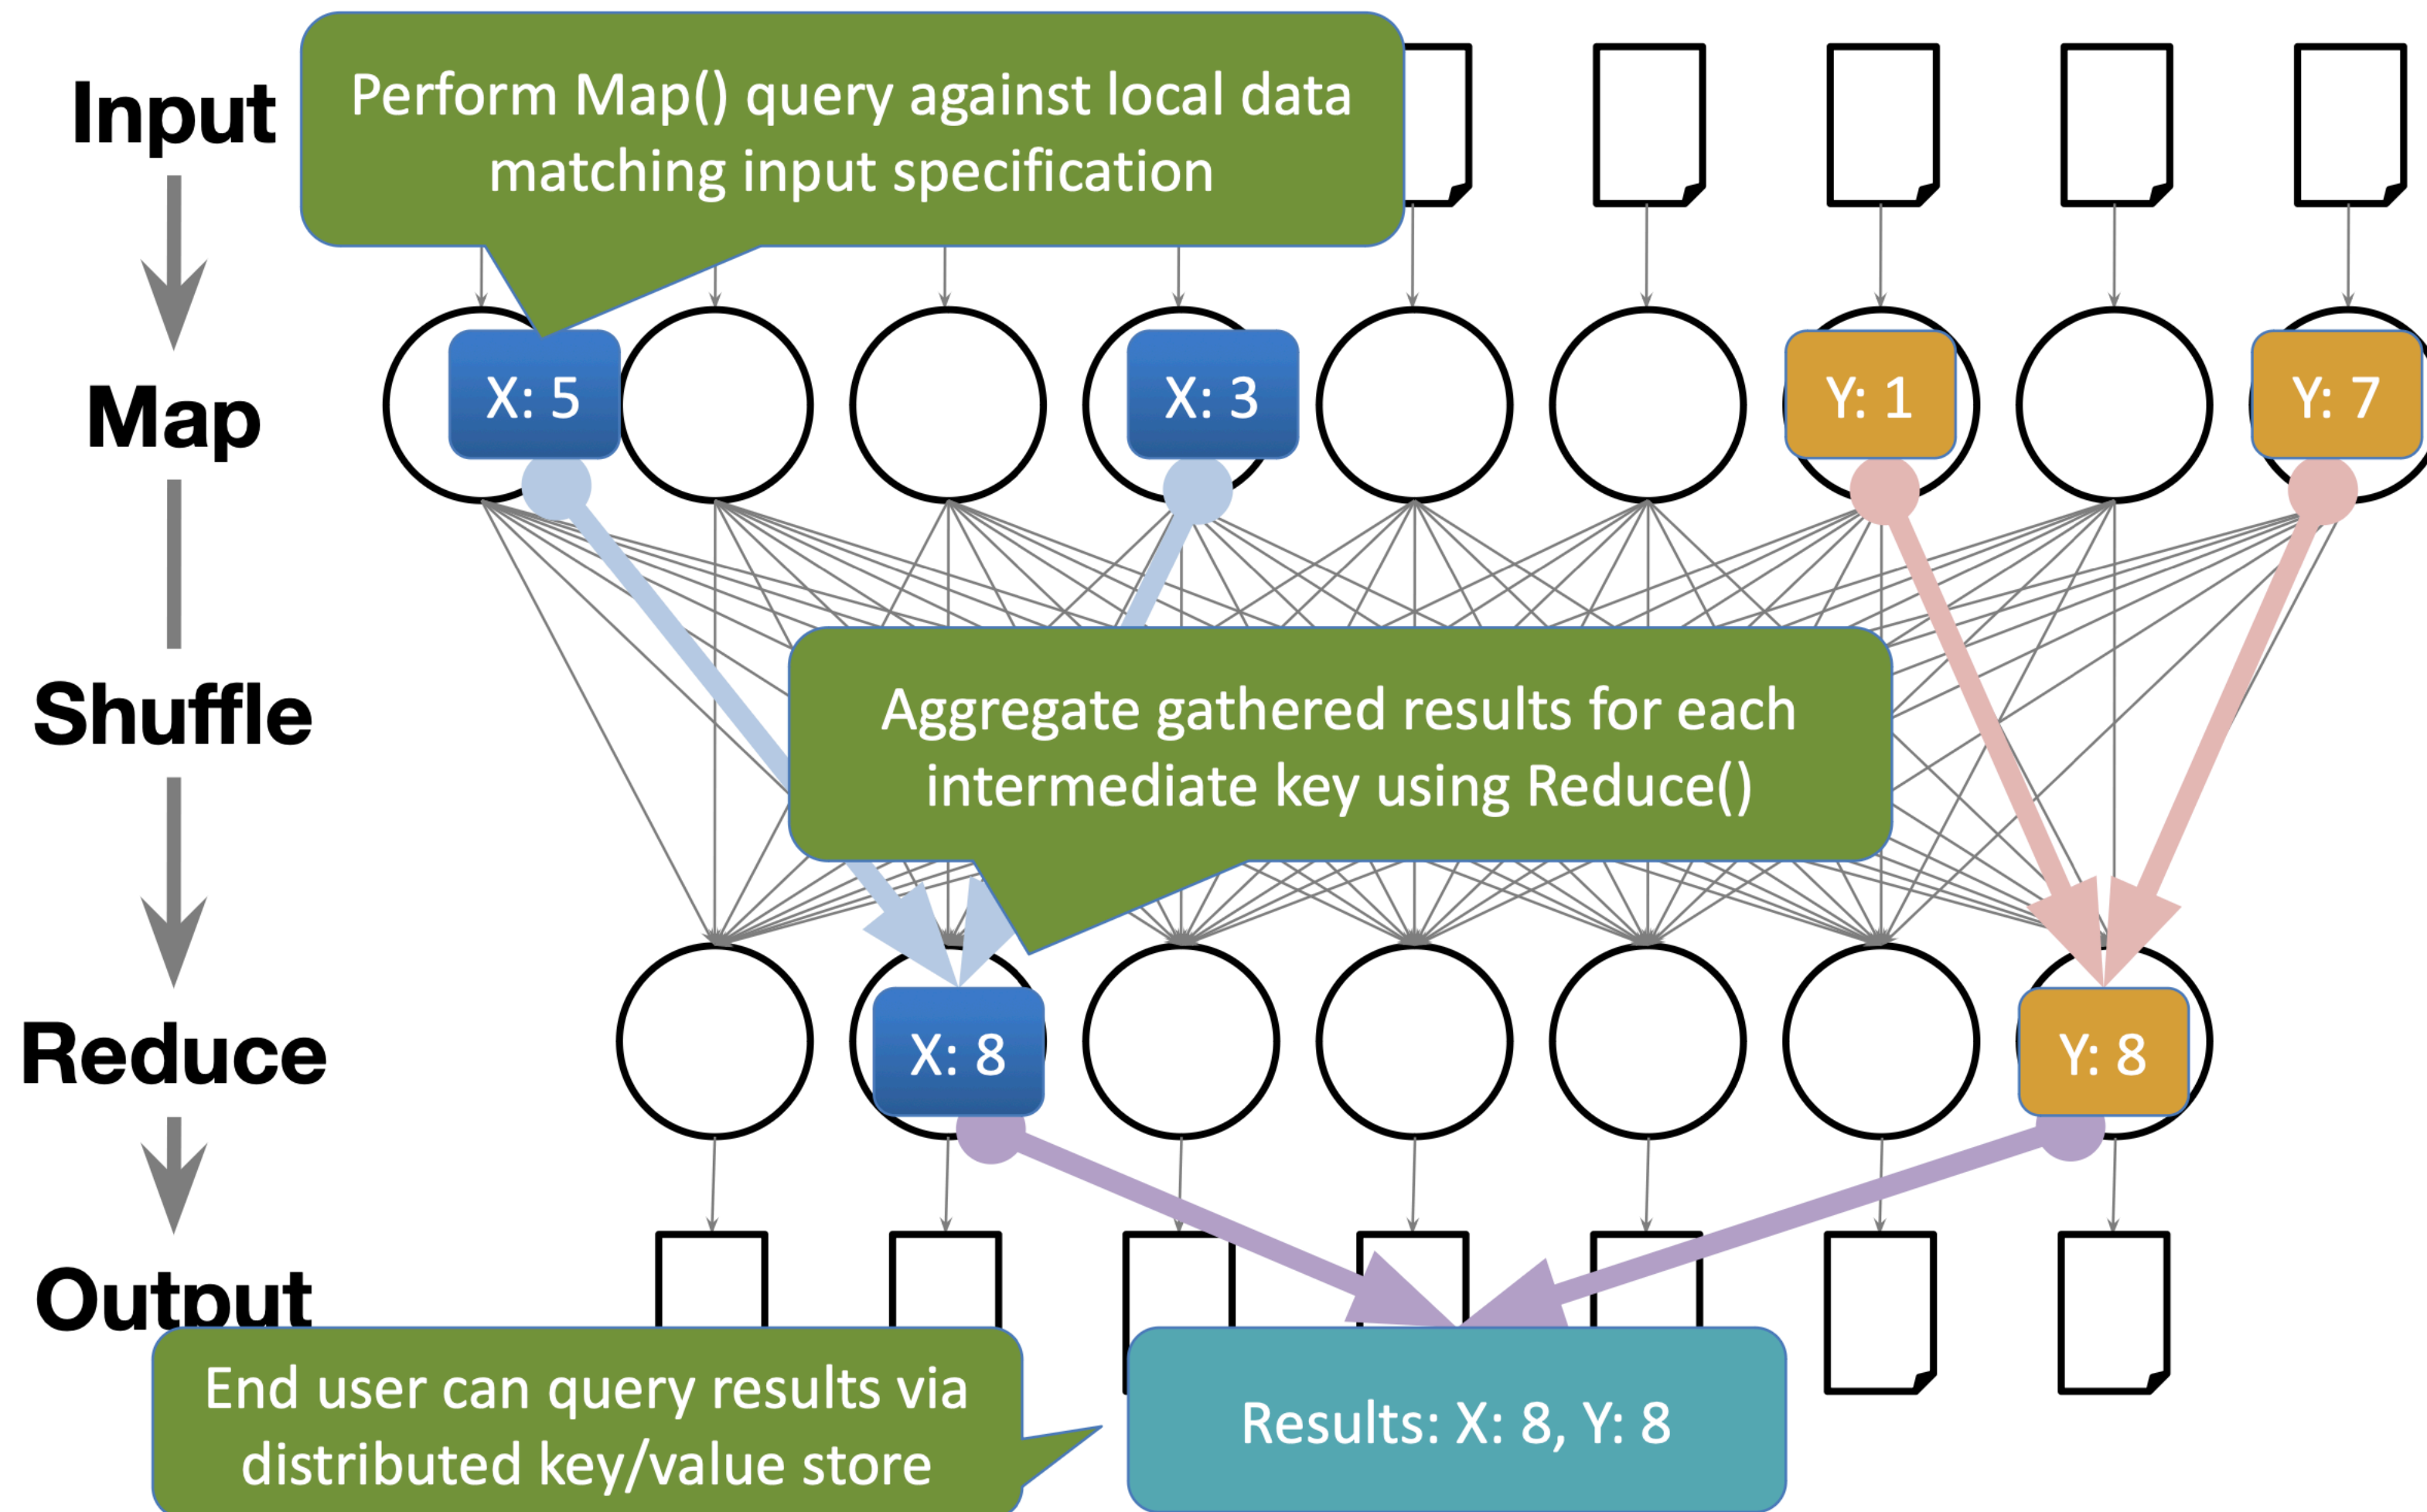 Input
Perform Map() query against local data
matching input specification
Map
X: 5
X: 3
Y: 1
Y: 7
Shuffle
Aggregate gathered results for each
intermediate key using Reduce()
Reduce
X: 8
Y: 8
Output
End user can query results via
distributed key/value store
Results: X: 8, Y: 8